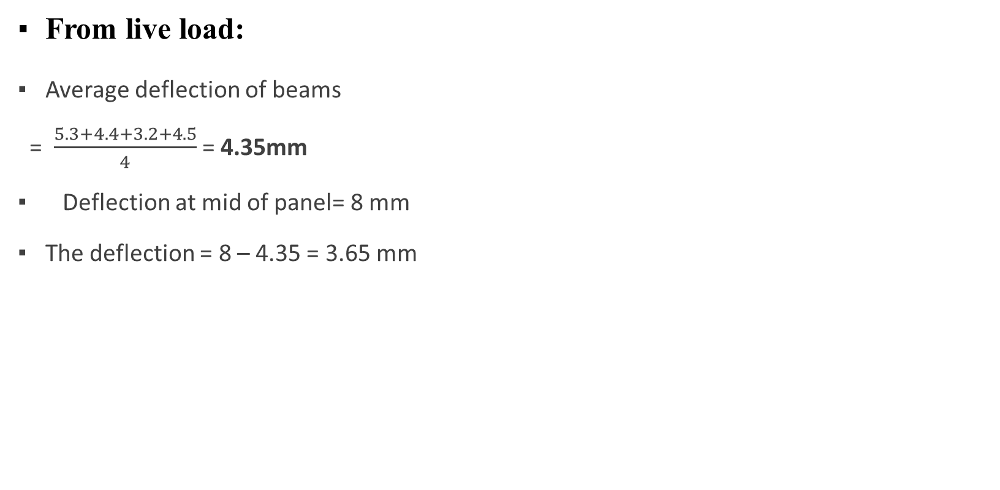 ▪ From live load:
▪ Average deflection of beams
= 5.3+4.4+3.2+4.5 / 4 = 4.35mm
▪ Deflection at mid of panel= 8 mm
▪ The deflection = 8 – 4.35 = 3.65 mm